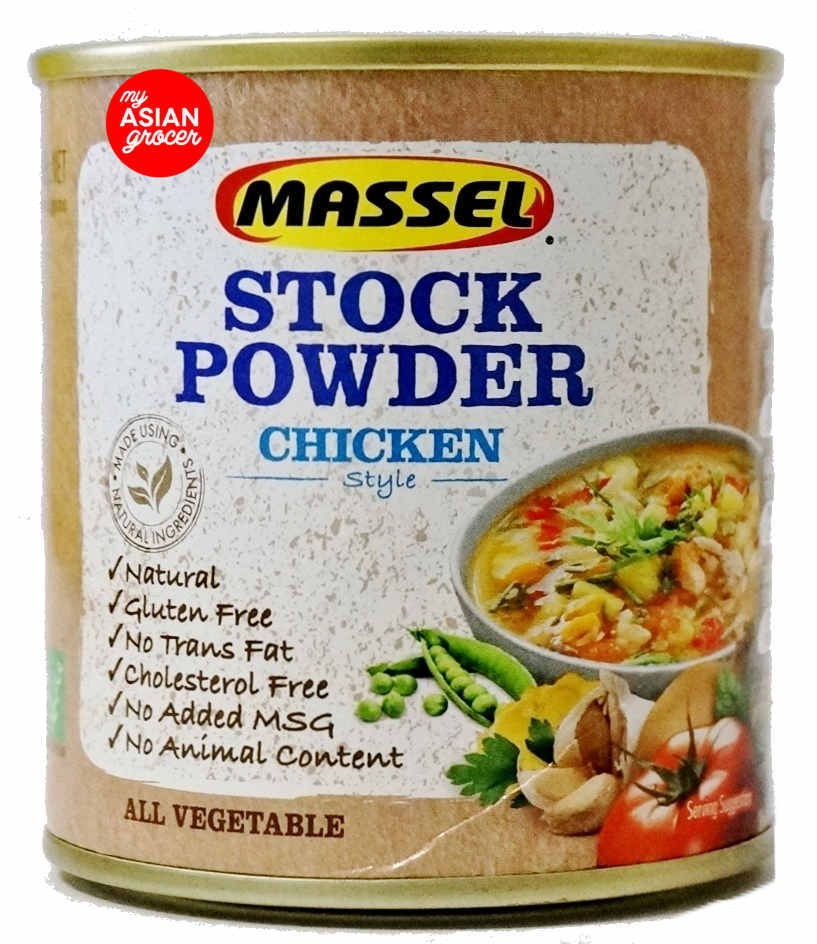 my
ASIAN
grocer
MASSEL
STOCK
POWDER
CHICKEN
Style
MADE USING
NATURAL INGREDIENTS
✓Natural
✓Gluten Free
✓No Trans Fat
✓Cholesterol Free
✓No Added MSG
✓No Animal Content
ALL VEGETABLE
Serving